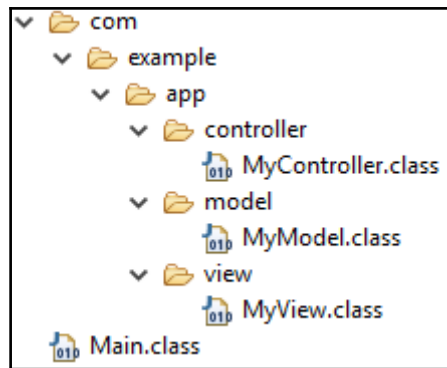 com
example
app
controller
MyController.class
model
MyModel.class
view
MyView.class
Main.class